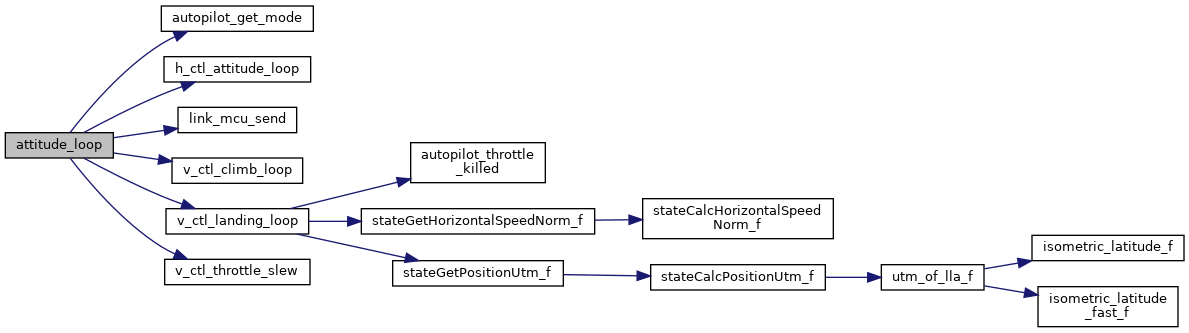 autopilot_get_mode
h_ctl_attitude_loop
link_mcu_send
attitude_loop
v_ctl_climb_loop
v_ctl_landing_loop
v_ctl_throttle_slew
autopilot_throttle
_killed
stateGetHorizontalSpeedNorm_f
stateGetPositionUtm_f
stateCalcHorizontalSpeed
Norm_f
stateCalcPositionUtm_f
utm_of_lla_f
isometric_latitude_f
isometric_latitude
_fast_f